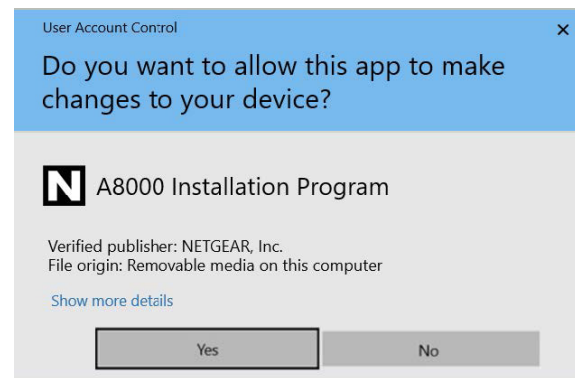 User Account Control
Do you want to allow this app to make
changes to your device?
N
A8000 Installation Program
Verified publisher: NETGEAR, Inc.
File origin: Removable media on this computer
Show more details
Yes
No